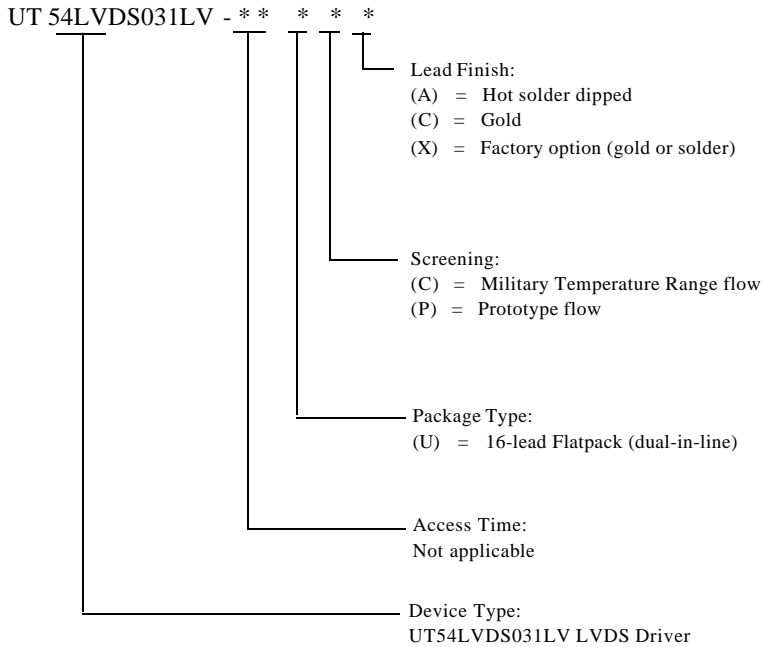 UT 54LVDS031LV - * * * * *
Lead Finish:
(A) = Hot solder dipped
(C) = Gold
(X) = Factory option (gold or solder)
Screening:
(C) = Military Temperature Range flow
(P) = Prototype flow
Package Type:
(U) = 16-lead Flatpack (dual-in-line)
Access Time:
Not applicable
Device Type:
UT54LVDS031LV LVDS Driver